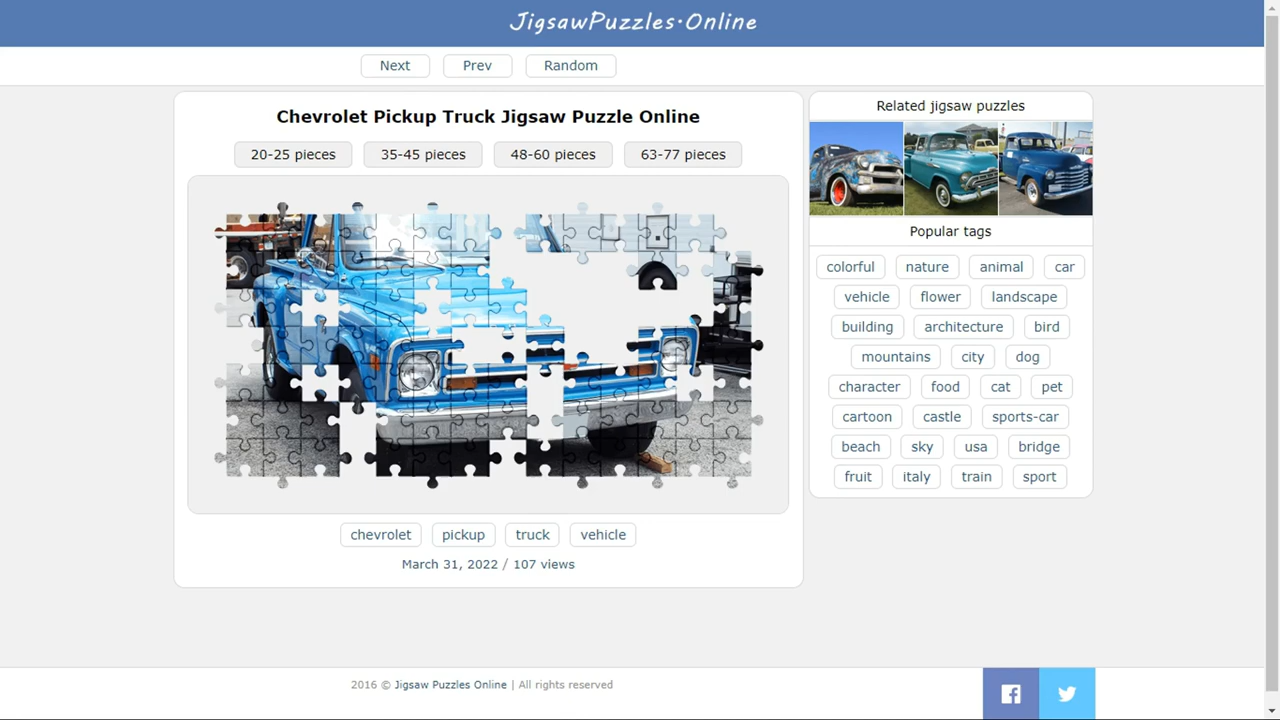 JigsawPuzzles·Online
Next Prev Random
Chevrolet Pickup Truck Jigsaw Puzzle Online
20-25 pieces 35-45 pieces 48-60 pieces 63-77 pieces
chevrolet pickup truck vehicle
March 31, 2022 / 107 views
Related jigsaw puzzles
Popular tags
colorful nature animal car
vehicle flower landscape
building architecture bird
mountains city dog
character food cat pet
cartoon castle sports-car
beach sky usa bridge
fruit italy train sport
2016 © Jigsaw Puzzles Online | All rights reserved